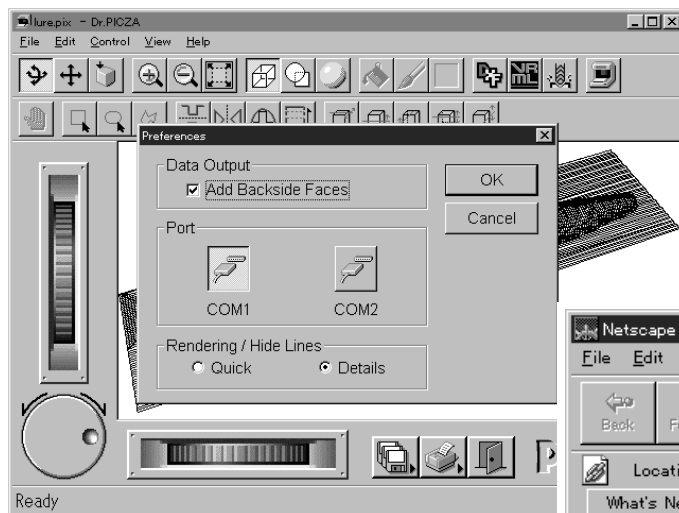 lure.pix - Dr.PICZA
File Edit Control View Help
Preferences
Data Output
Add Backside Faces
OK
Cancel
Port
COM1 COM2
Rendering / Hide Lines
Quick Details
Netscape
File Edit
Back
Locati
What's Ne
Ready